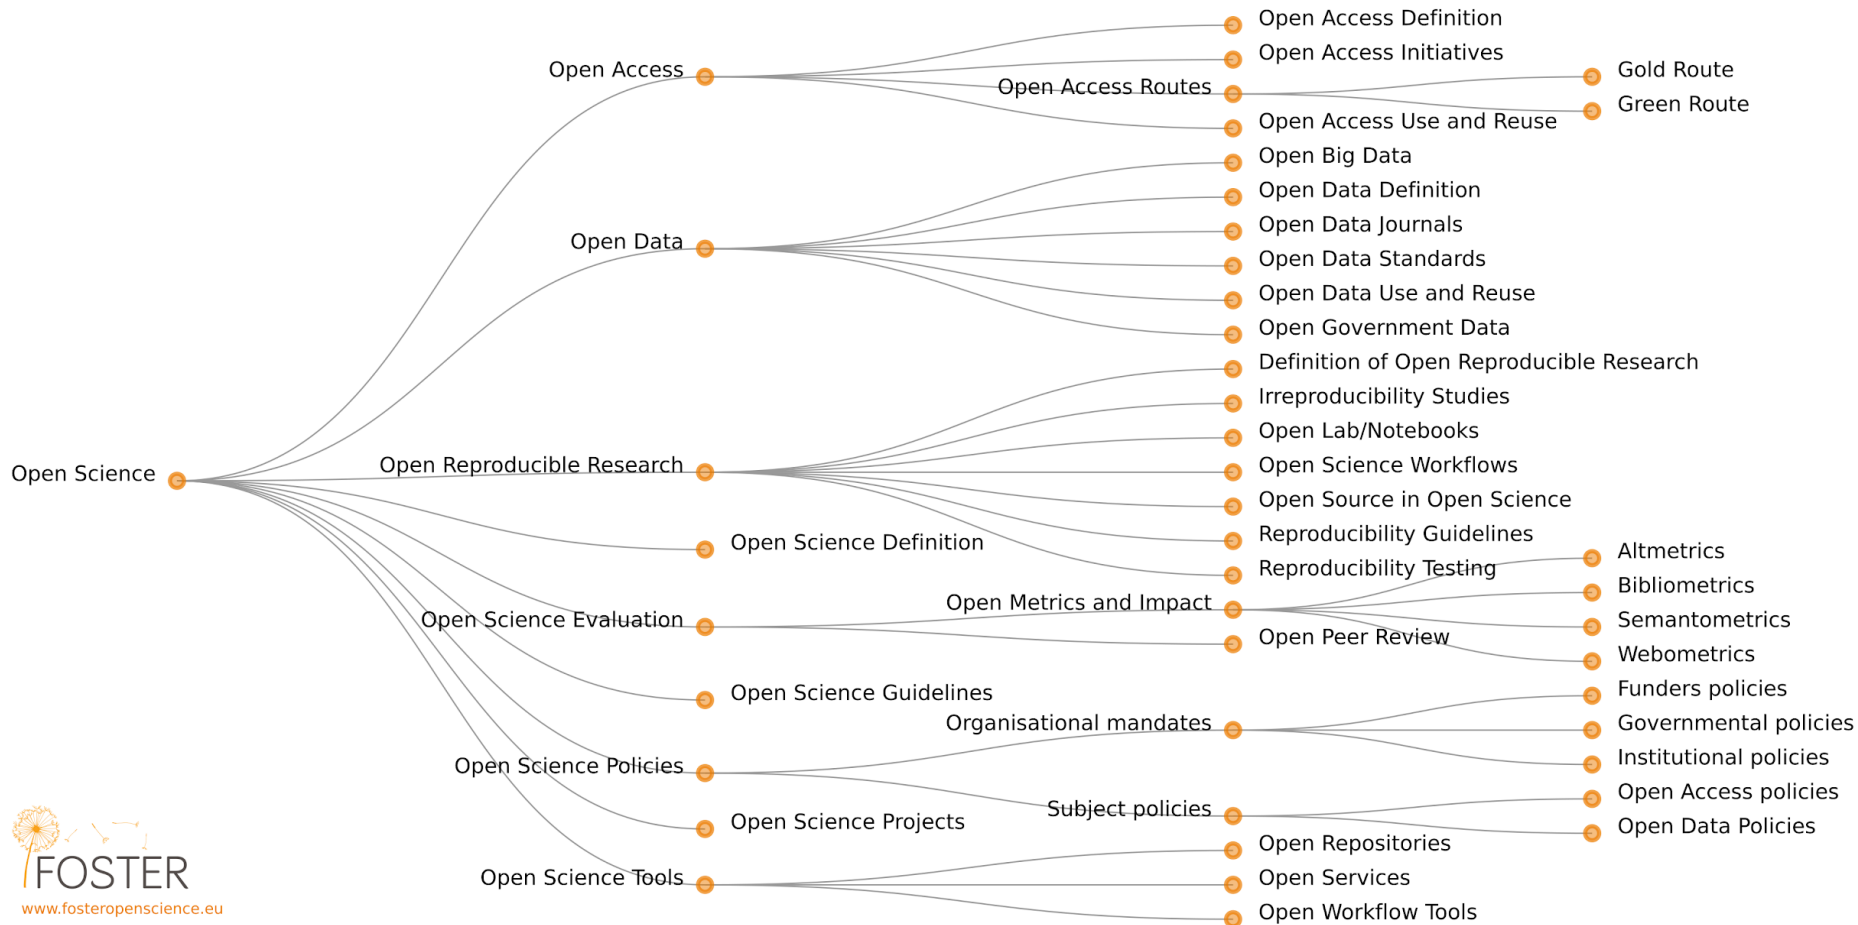 Open Science
Open Access
Open Access Definition
Open Access Initiatives
Open Access Routes
Gold Route
Green Route
Open Access Use and Reuse
Open Data
Open Big Data
Open Data Definition
Open Data Journals
Open Data Standards
Open Data Use and Reuse
Open Government Data
Open Reproducible Research
Definition of Open Reproducible Research
Irreproducibility Studies
Open Lab/Notebooks
Open Science Workflows
Open Source in Open Science
Reproducibility Guidelines
Reproducibility Testing
Open Science Definition
Open Science Evaluation
Open Metrics and Impact
Altmetrics
Bibliometrics
Semantometrics
Webometrics
Open Peer Review
Open Science Guidelines
Open Science Policies
Organisational mandates
Funders policies
Governmental policies
Institutional policies
Subject policies
Open Access policies
Open Data Policies
Open Science Projects
Open Science Tools
Open Repositories
Open Services
Open Workflow Tools
FOSTER
www.fosteropenscience.eu